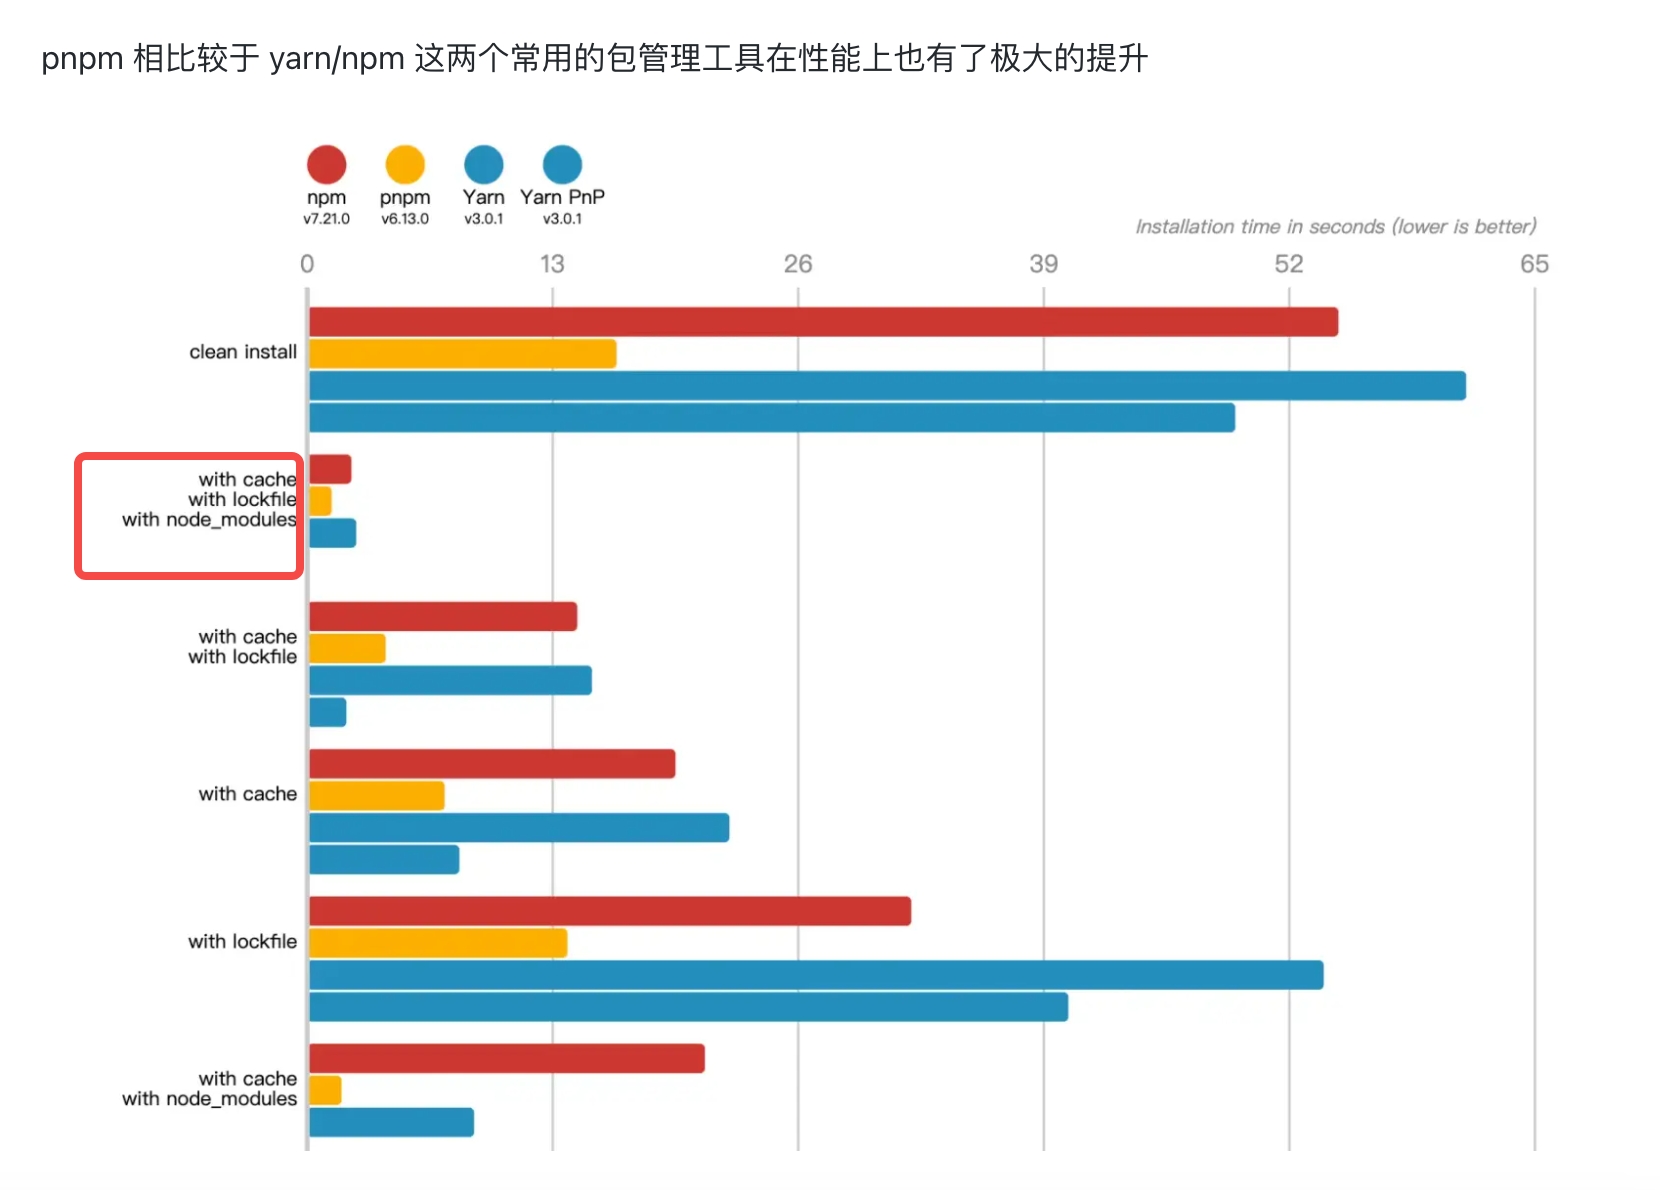 pnpm 相比较于 yarn/npm 这两个常用的包管理工具在性能上也有了极大的提升
npm pnpm Yarn Yarn PnP
v7.21.0 v6.13.0 v3.0.1 v3.0.1
Installation time in seconds (lower is better)
0 13 26 39 52 65
clean install
with cache
with lockfile
with node_modules
with cache
with lockfile
with cache
with lockfile
with cache
with node_modules